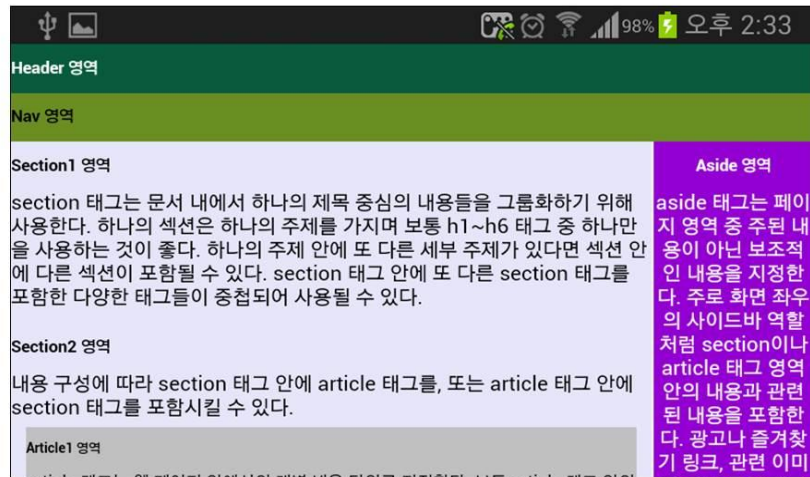 98% 오후 2:33
Header 영역
Nav 영역
Section1 영역
section 태그는 문서 내에서 하나의 제목 중심의 내용들을 그룹화하기 위해
사용한다. 하나의 섹션은 하나의 주제를 가지며 보통 h1~h6 태그 중 하나만
을 사용하는 것이 좋다. 하나의 주제 안에 또 다른 세부 주제가 있다면 섹션 안
에 다른 섹션이 포함될 수 있다. section 태그 안에 또 다른 section 태그를
포함한 다양한 태그들이 중첩되어 사용될 수 있다.
Section2 영역
내용 구성에 따라 section 태그 안에 article 태그를, 또는 article 태그 안에
section 태그를 포함시킬 수 있다.
Article1 영역
Aside 영역
aside 태그는 페이
지 영역 중 주된 내
용이 아닌 보조적
인 내용을 지정한
다. 주로 화면 좌우
의 사이드바 역할
처럼 section이나
article 태그 영역
안의 내용과 관련
된 내용을 포함한
다. 광고나 즐겨찾
기 링크, 관련 이미